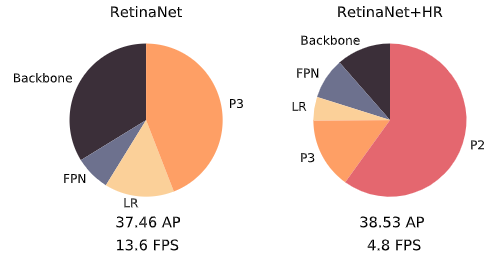 RetinaNet
Backbone
P3
FPN
LR
37.46 AP
13.6 FPS
RetinaNet+HR
Backbone
FPN
LR
P3
P2
38.53 AP
4.8 FPS